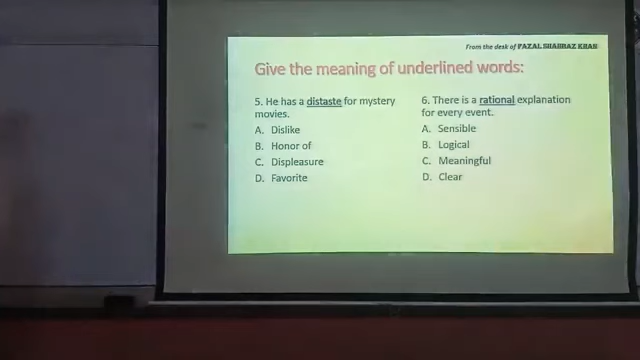 From the desk of FAZAL SHAHBAZ KHAN
Give the meaning of underlined words:
5. He has a distaste for mystery
movies.
A. Dislike
B. Honor of
C. Displeasure
D. Favorite
6. There is a rational explanation
for every event.
A. Sensible
B. Logical
C. Meaningful
D. Clear